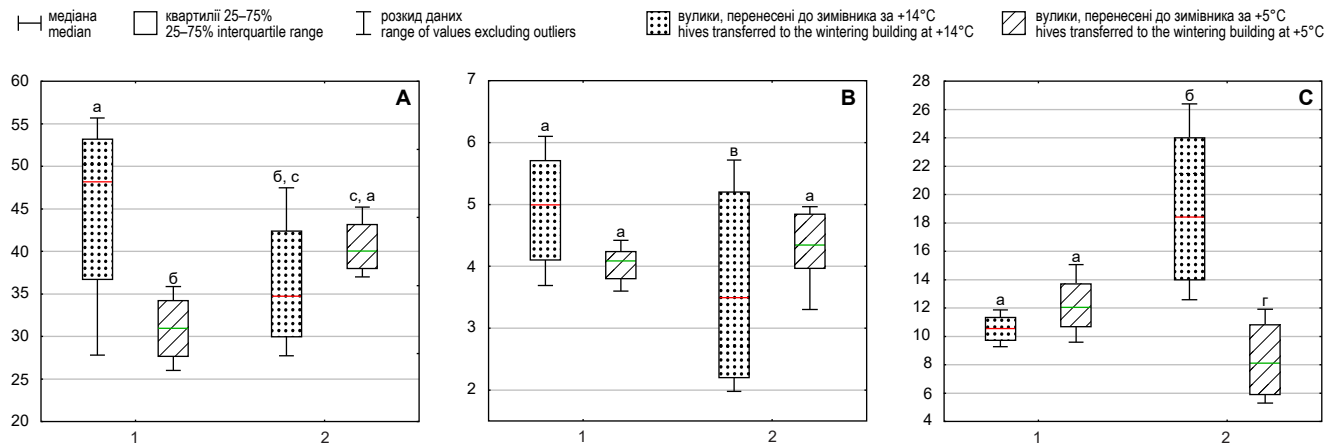 медіана
median
квартилії 25–75%
25–75% interquartile range
розкид даних
range of values excluding outliers
вулики, перенесені до зимівника за +14°C
hives transferred to the wintering building at +14°C
вулики, перенесені до зимівника за +5°C
hives transferred to the wintering building at +5°C
A
60
55
50
45
40
35
30
25
20
а
б
б, с
с, а
1
2
B
7
6
5
4
3
2
а
а
в
а
1
2
C
28
26
24
22
20
18
16
14
12
10
8
6
4
а
а
б
г
1
2